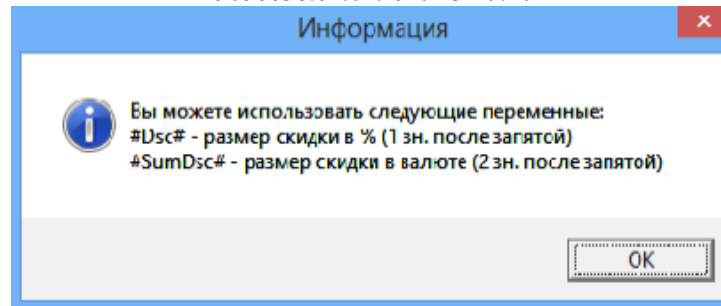 Информация
Вы можете использовать следующие переменные:
#Dsc# - размер скидки в % (1 зн. после запятой)
#SumDsc# - размер скидки в валюте (2 зн. после запятой)
OK